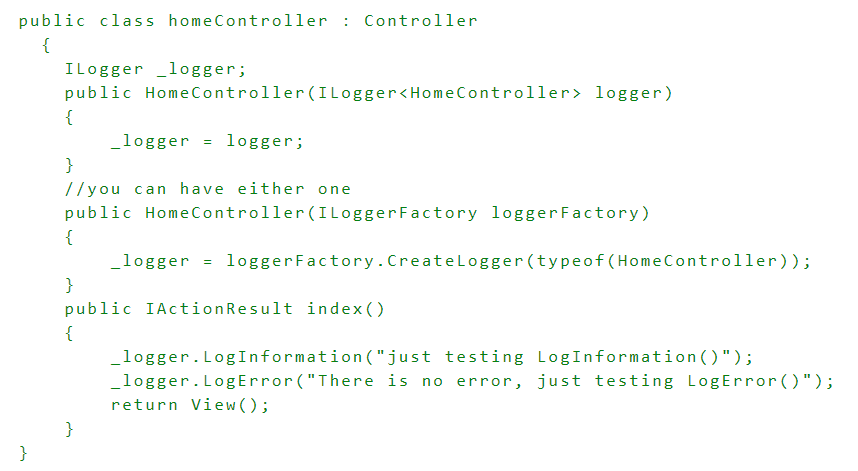 public class homeController : Controller
{
ILogger _logger;
public HomeController(ILogger<HomeController> logger)
{
_logger = logger;
}
//you can have either one
public HomeController(ILoggerFactory loggerFactory)
{
_logger = loggerFactory.CreateLogger(typeof(HomeController));
}
public IActionResult index()
{
_logger.LogInformation("just testing LogInformation()");
_logger.LogError("There is no error, just testing LogError()");
return View();
}
}